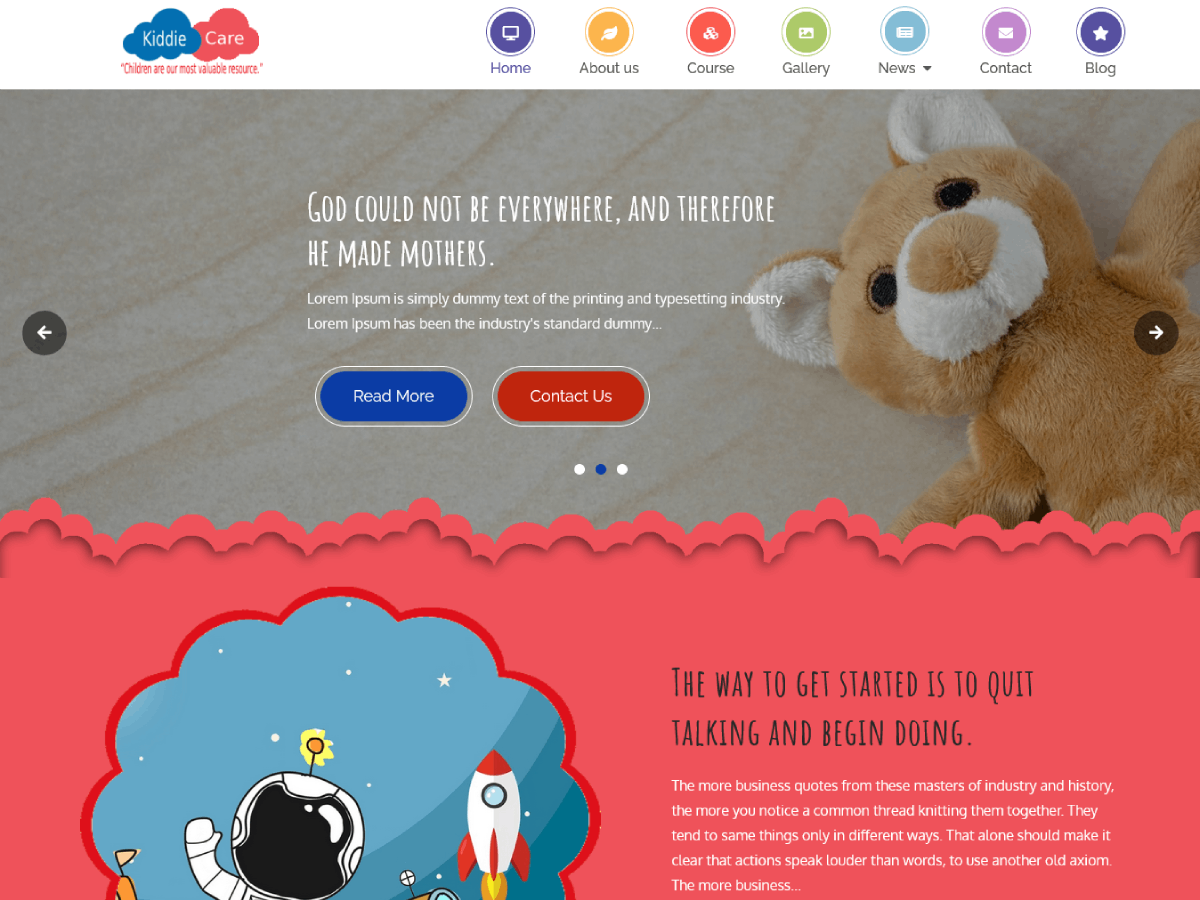 Kiddie Care
"Children are our most valuable resource."
Home
About us
Course
Gallery
News
Contact
Blog
God could not be everywhere, and therefore
he made mothers.
Lorem Ipsum is simply dummy text of the printing and typesetting industry.
Lorem Ipsum has been the industry's standard dummy...
Read More
Contact Us
The way to get started is to quit
talking and begin doing.
The more business quotes from these masters of industry and history,
the more you notice a common thread knitting them together. They
tend to same things only in different ways. That alone should make it
clear that actions speak louder than words, to use another old axiom.
The more business...